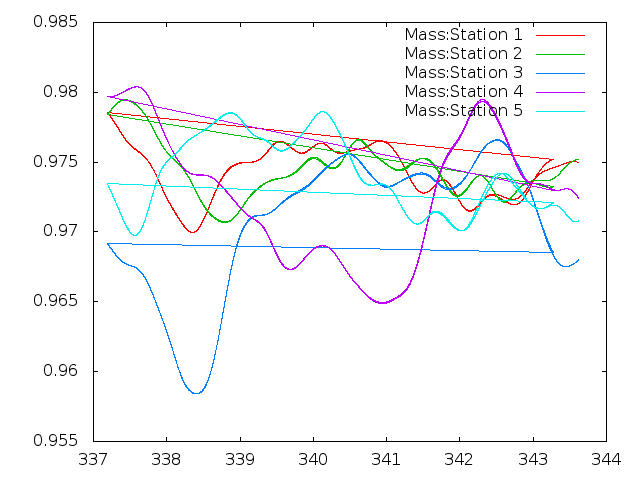 0.985
0.98
0.975
0.97
0.965
0.96
0.955
337 338 339 340 341 342 343 344
Mass:Station 1
Mass:Station 2
Mass:Station 3
Mass:Station 4
Mass:Station 5